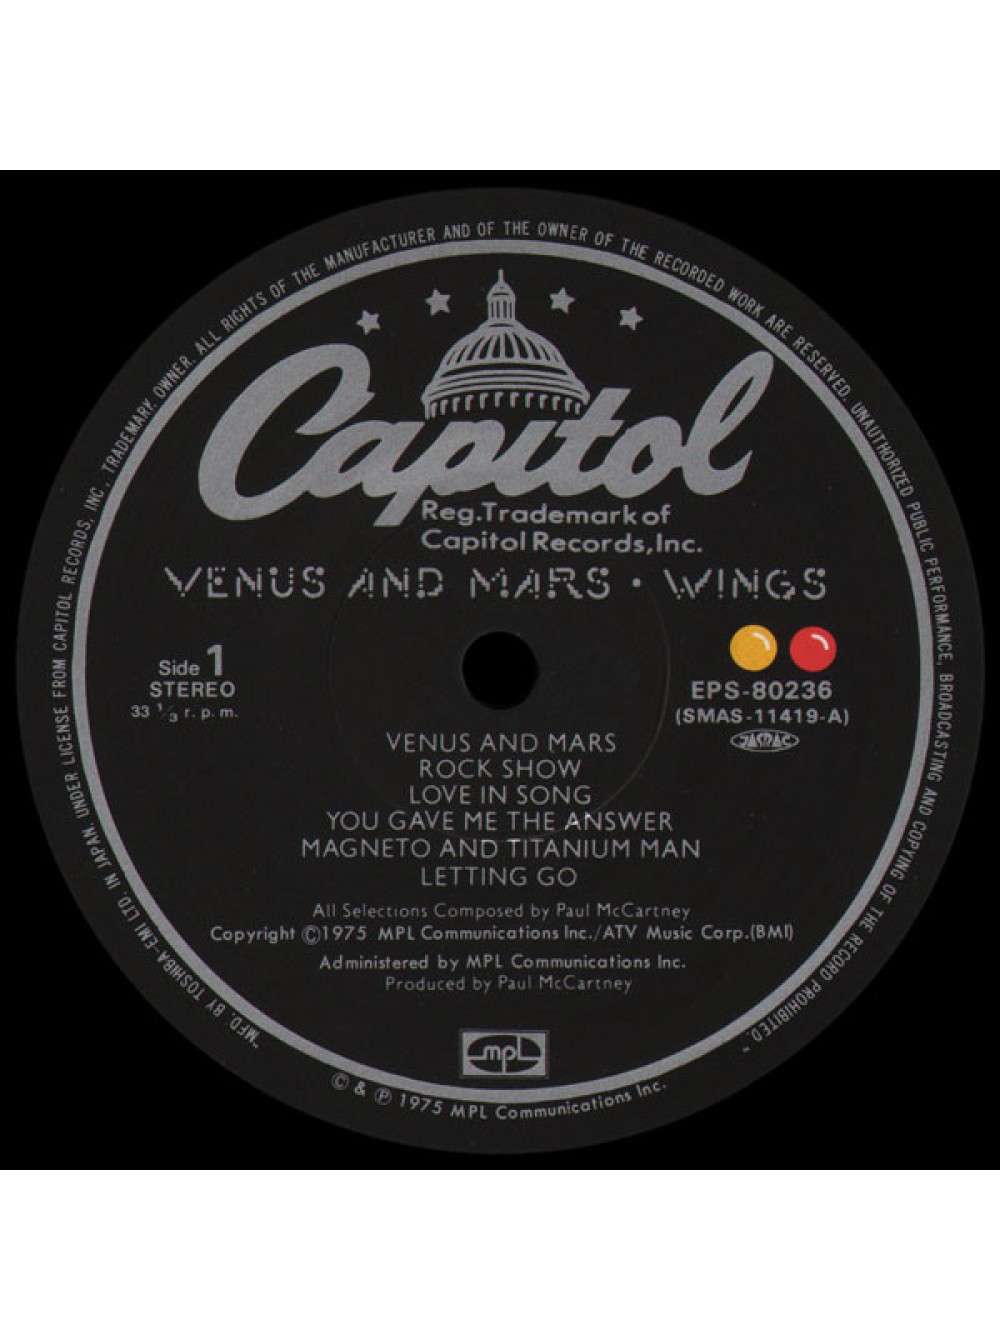 "MFD. BY TOSHIBA-EMI LTD. IN JAPAN. UNDER LICENSE FROM CAPITOL RECORDS, INC., TRADEMARK. OWNER. ALL RIGHTS OF THE MANUFACTURER AND OF THE OWNER OF THE RECORDED WORK ARE RESERVED. UNAUTHORIZED PUBLIC PERFORMANCE, BROADCASTING AND COPYING OF THE RECORD PROHIBITED."
Capitol
Reg.Trademark of
Capitol Records,Inc.
VENUS AND MARS · WINGS
Side 1
STEREO
33 1/3 r.p.m.
EPS-80236
(SMAS-11419-A)
JASRAC
VENUS AND MARS
ROCK SHOW
LOVE IN SONG
YOU GAVE ME THE ANSWER
MAGNETO AND TITANIUM MAN
LETTING GO
All Selections Composed by Paul McCartney
Copyright ©1975 MPL Communications Inc./ATV Music Corp.(BMI)
Administered by MPL Communications Inc.
Produced by Paul McCartney
mpl
© & ℗ 1975 MPL Communications Inc.